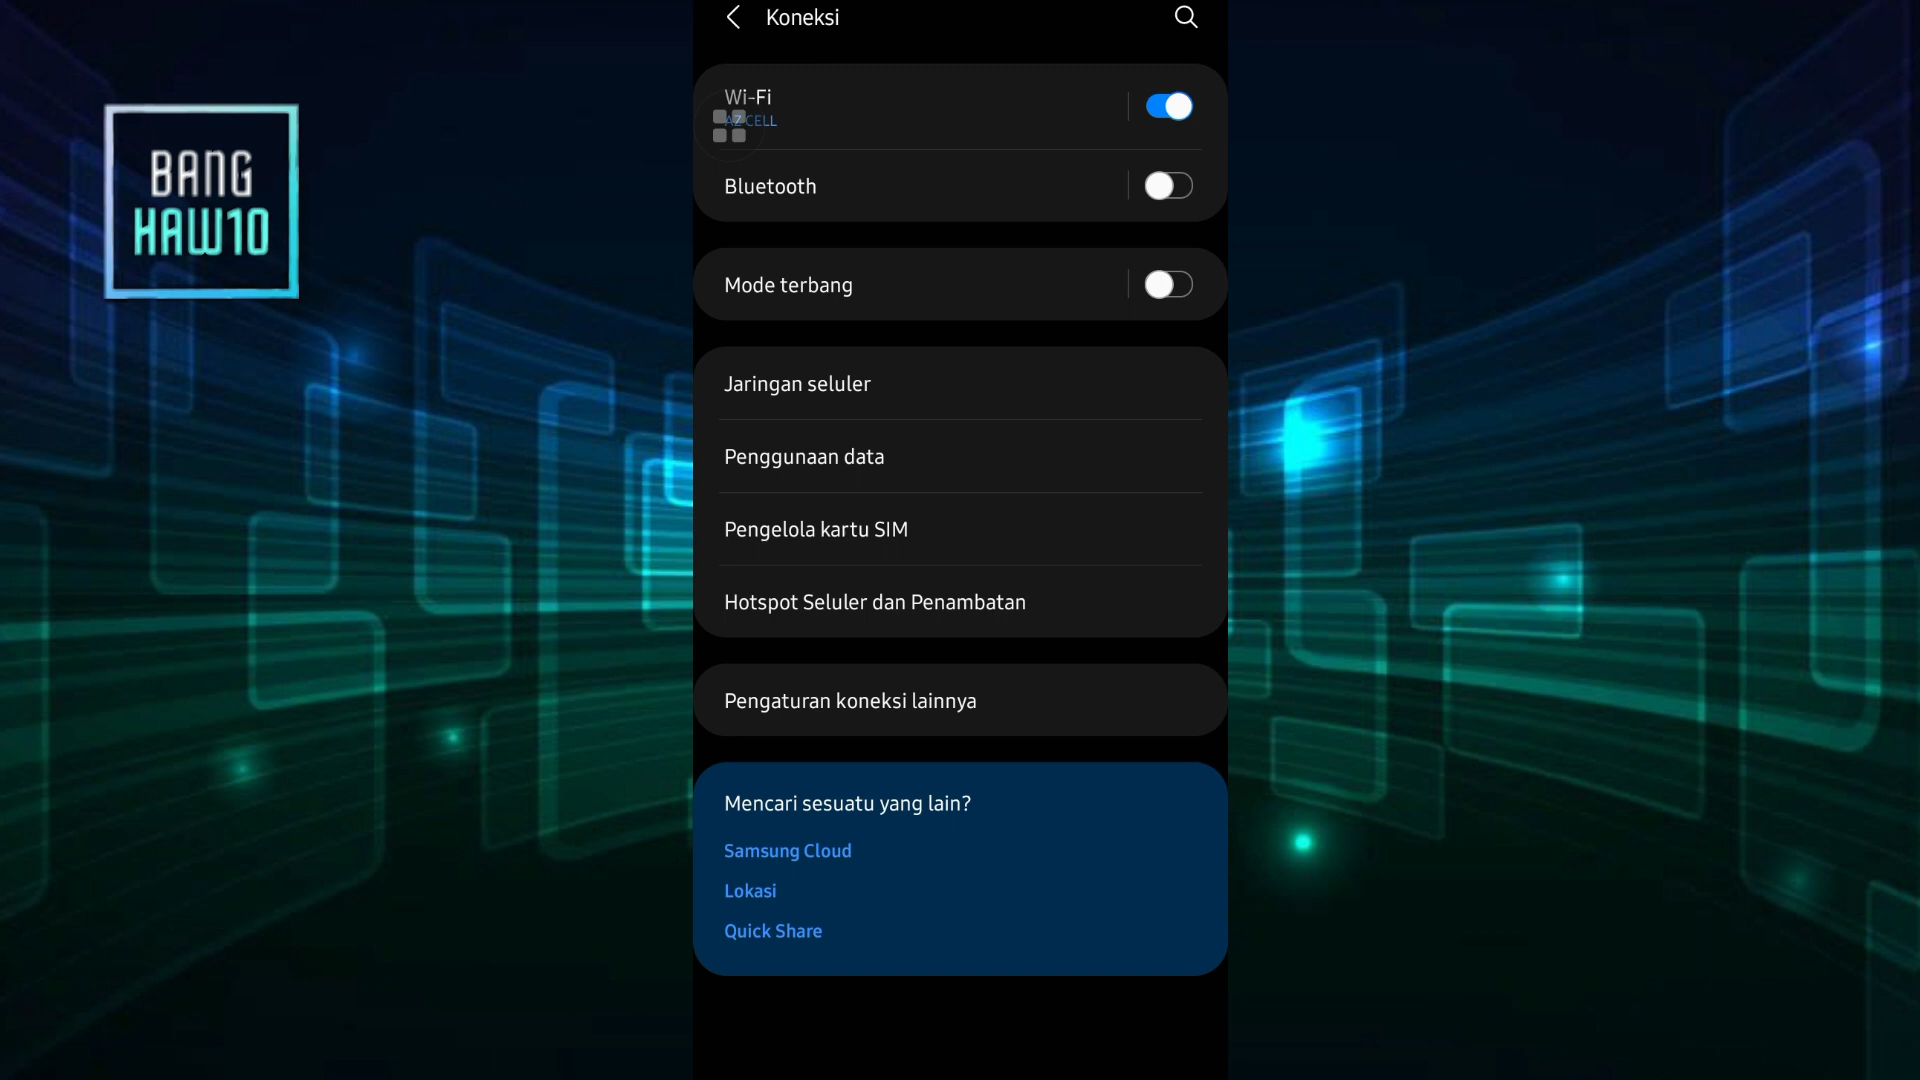 BANG
HAW10
Koneksi
Wi-Fi
AZ CELL
Bluetooth
Mode terbang
Jaringan seluler
Penggunaan data
Pengelola kartu SIM
Hotspot Seluler dan Penambatan
Pengaturan koneksi lainnya
Mencari sesuatu yang lain?
Samsung Cloud
Lokasi
Quick Share